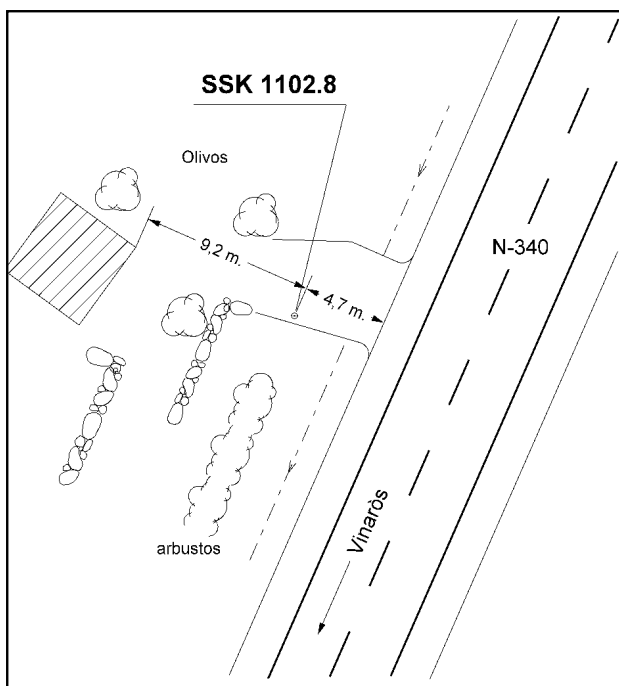 SSK 1102.8
Olivos
N-340
9,2 m.
4,7 m.
Vinaròs
arbustos